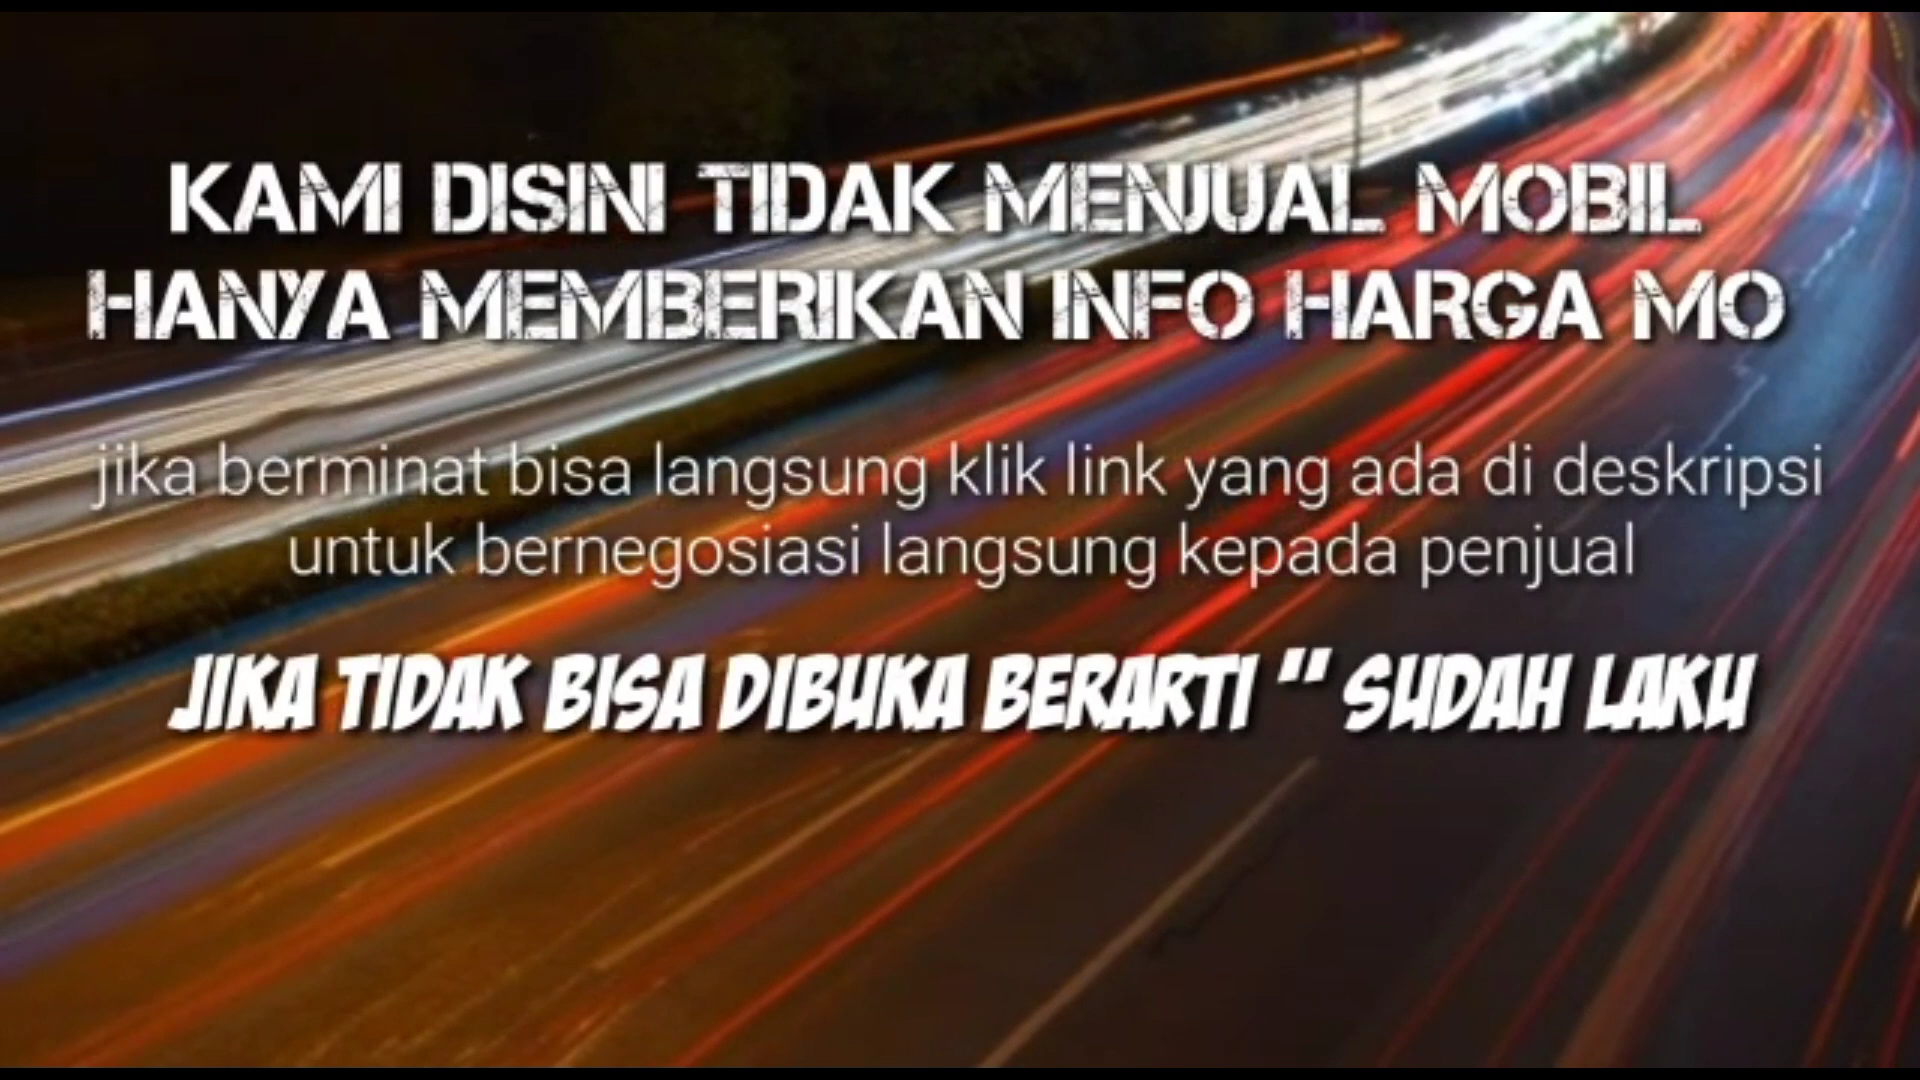 KAMI DISINI TIDAK MENJUAL MOBIL
HANYA MEMBERIKAN INFO HARGA MO
jika berminat bisa langsung klik link yang ada di deskripsi
untuk bernegosiasi langsung kepada penjual
JIKA TIDAK BISA DIBUKA BERARTI " SUDAH LAKU